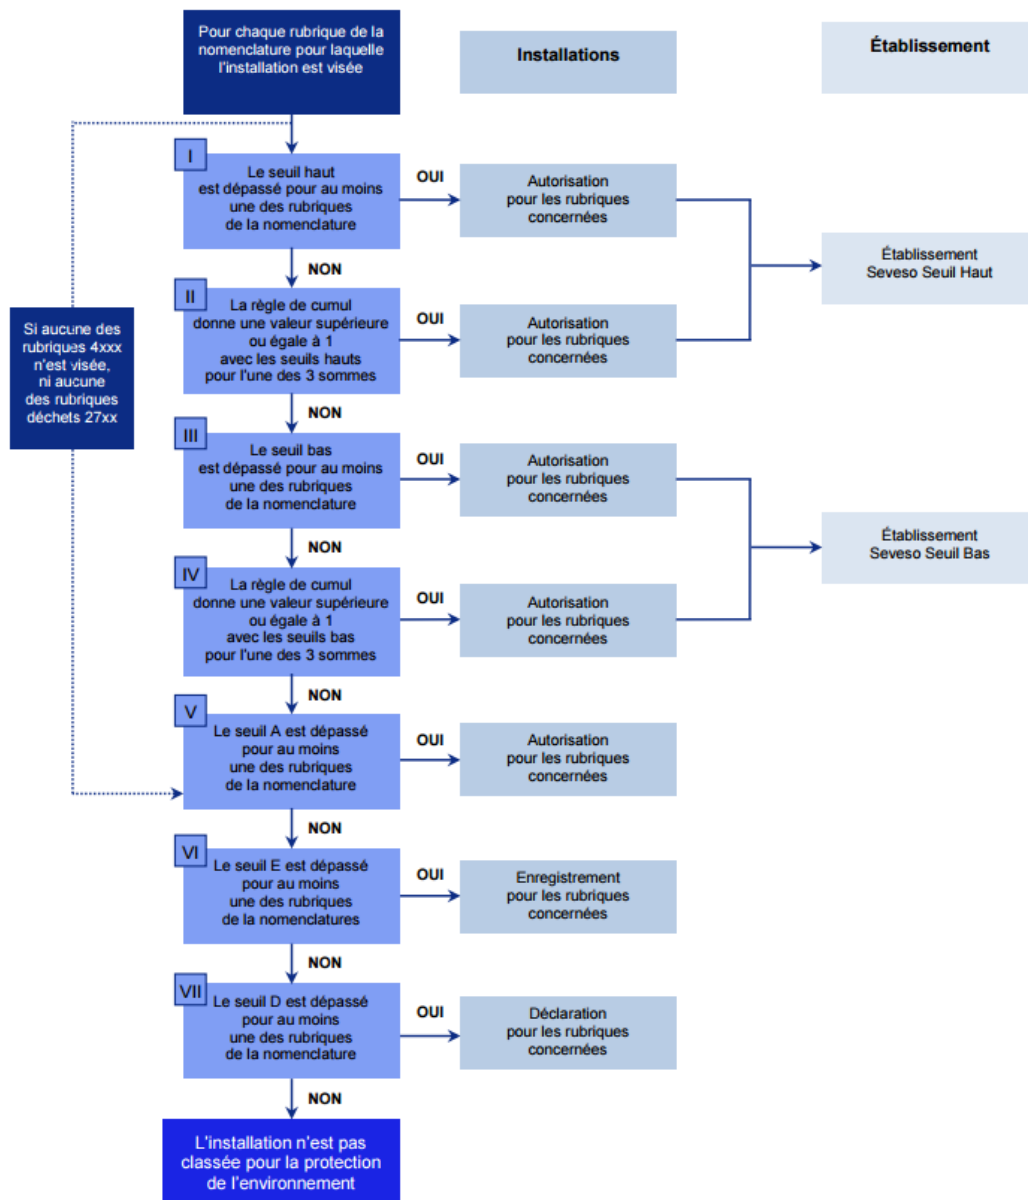 Pour chaque rubrique de la
nomenclature pour laquelle
l'installation est visée
Installations
Établissement
I
Le seuil haut
est dépassé pour au moins
une des rubriques
de la nomenclature
OUI
Autorisation
pour les rubriques
concernées
Établissement
Seveso Seuil Haut
NON
II
La règle de cumul
donne une valeur supérieure
ou égale à 1
avec les seuils hauts
pour l'une des 3 sommes
OUI
Autorisation
pour les rubriques
concernées
Si aucune des
rubriques 4xxx
n'est visée,
ni aucune
des rubriques
déchets 27xx
NON
III
Le seuil bas
est dépassé pour au moins
une des rubriques
de la nomenclature
OUI
Autorisation
pour les rubriques
concernées
Établissement
Seveso Seuil Bas
NON
IV
La règle de cumul
donne une valeur supérieure
ou égale à 1
avec les seuils bas
pour l'une des 3 sommes
OUI
Autorisation
pour les rubriques
concernées
NON
V
Le seuil A est dépassé
pour au moins
une des rubriques
de la nomenclature
OUI
Autorisation
pour les rubriques
concernées
NON
VI
Le seuil E est dépassé
pour au moins
une des rubriques
de la nomenclatures
OUI
Enregistrement
pour les rubriques
concernées
NON
VII
Le seuil D est dépassé
pour au moins
une des rubriques
de la nomenclature
OUI
Déclaration
pour les rubriques
concernées
NON
L'installation n'est pas
classée pour la protection
de l'environnement